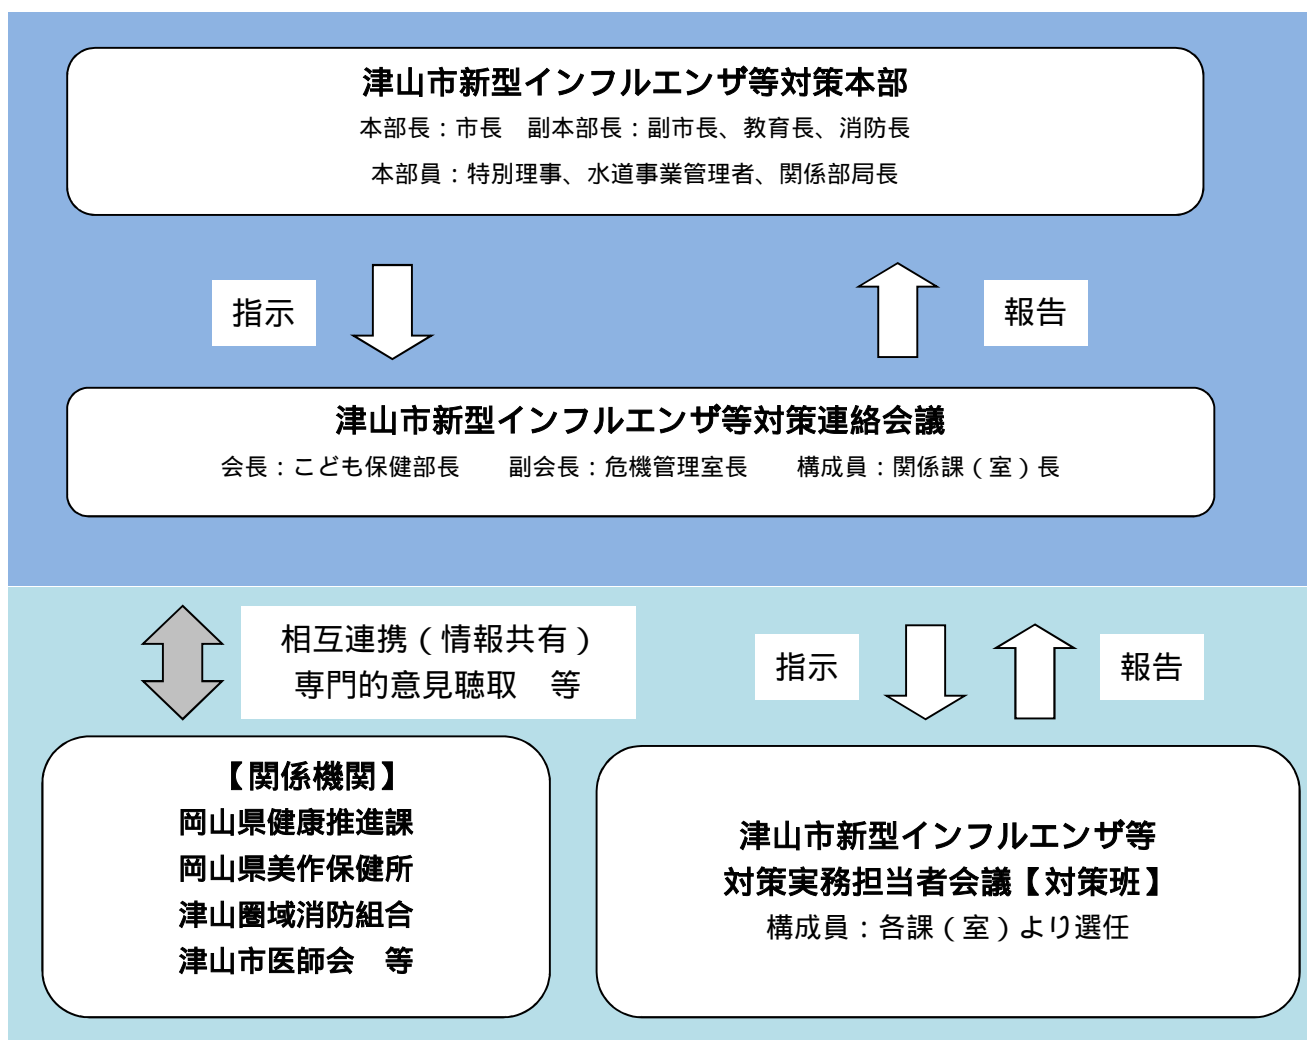 津山市新型インフルエンザ等対策本部
本部長：市長　副本部長：副市長、教育長、消防長
本部員：特別理事、水道事業管理者、関係部局長
指示
報告
津山市新型インフルエンザ等対策連絡会議
会長：こども保健部長　　副会長：危機管理室長　　構成員：関係課（室）長
相互連携（情報共有）
専門的意見聴取　等
指示
報告
【関係機関】
岡山県健康推進課
岡山県美作保健所
津山圏域消防組合
津山市医師会　等
津山市新型インフルエンザ等
対策実務担当者会議【対策班】
構成員：各課（室）より選任